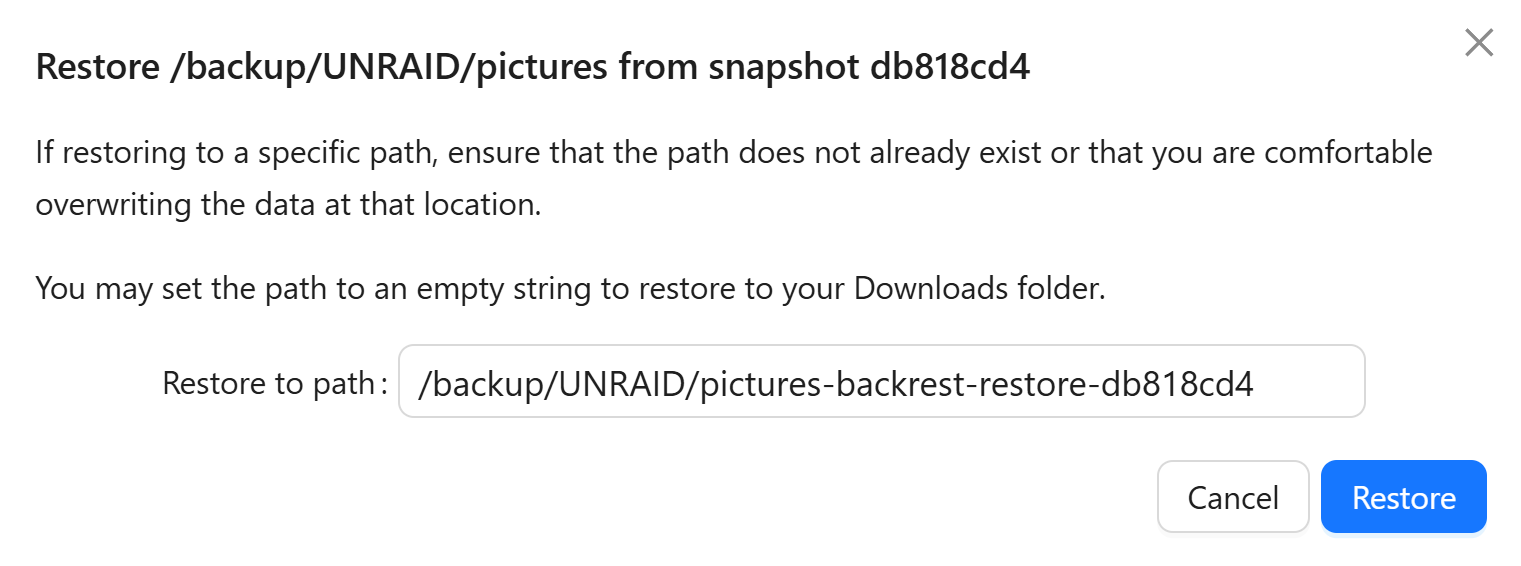 Restore /backup/UNRAID/pictures from snapshot db818cd4
If restoring to a specific path, ensure that the path does not already exist or that you are comfortable
overwriting the data at that location.
You may set the path to an empty string to restore to your Downloads folder.
Restore to path: /backup/UNRAID/pictures-backrest-restore-db818cd4
Cancel Restore